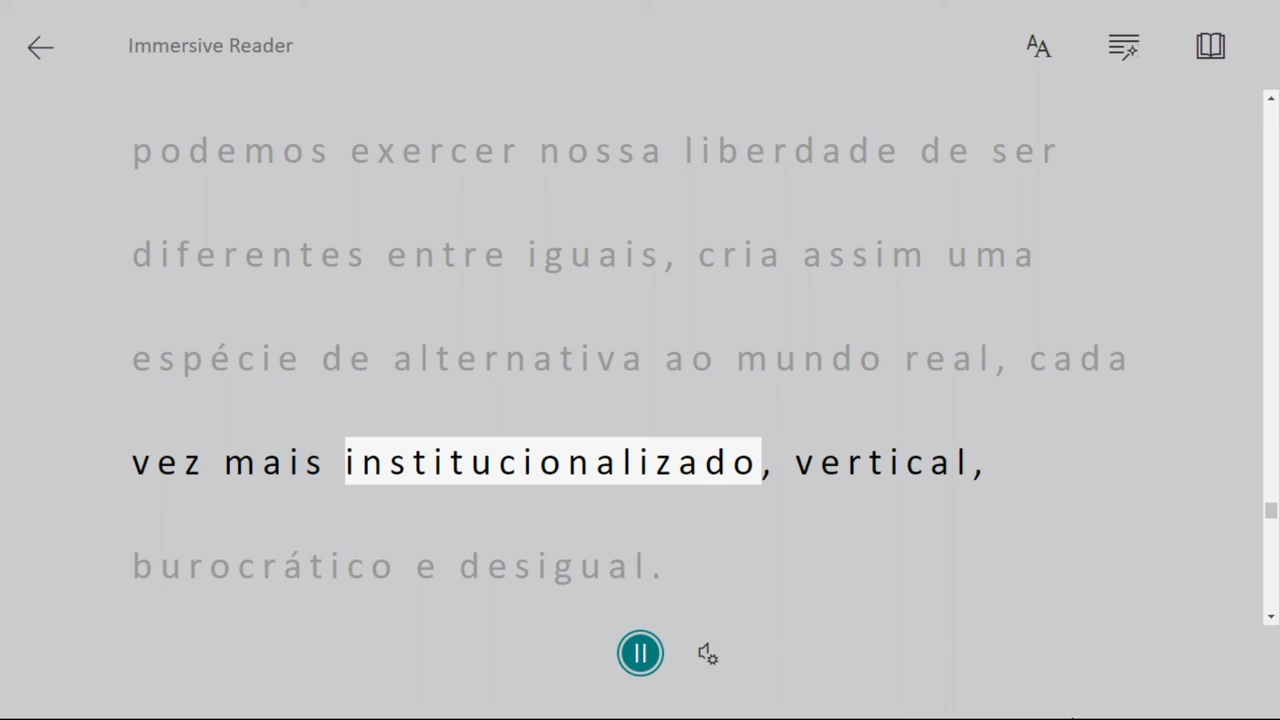 Immersive Reader
podemos exercer nossa liberdade de ser
diferentes entre iguais, cria assim uma
espécie de alternativa ao mundo real, cada
vez mais institucionalizado, vertical,
burocrático e desigual.